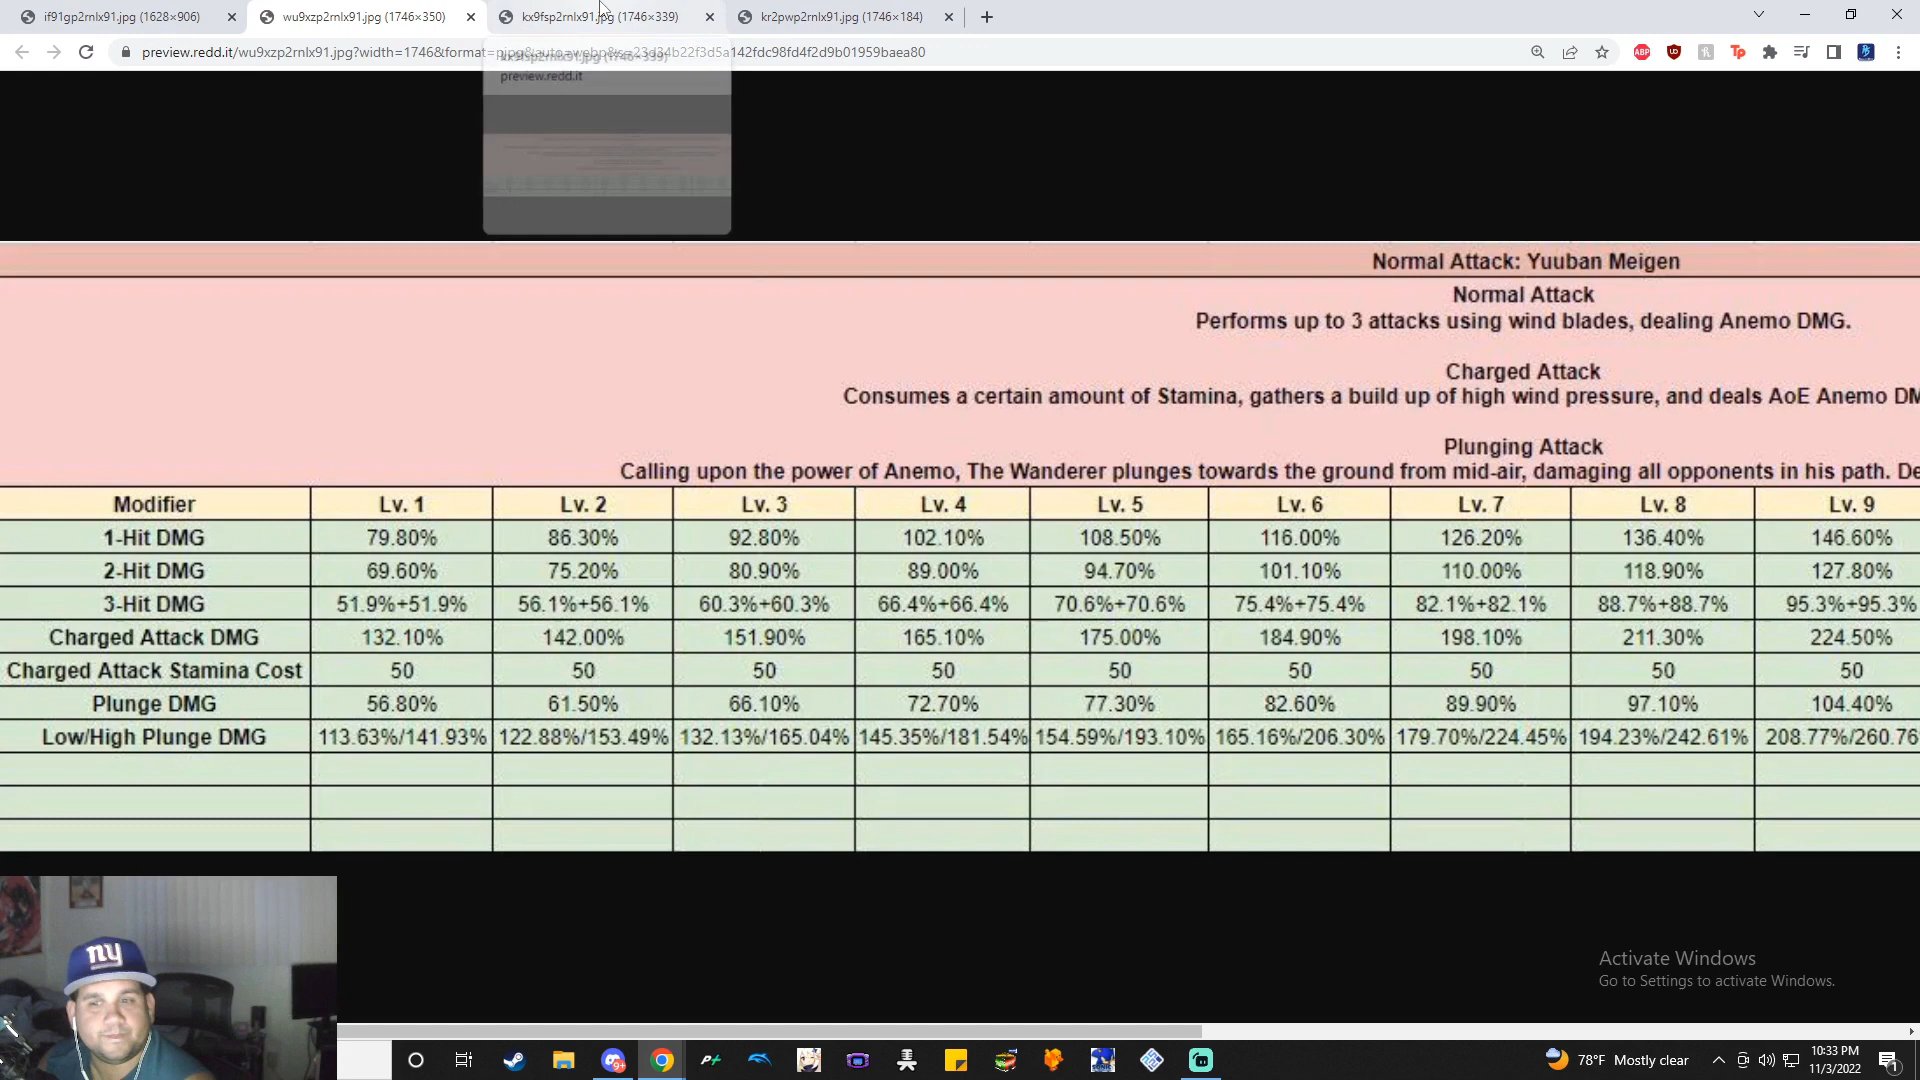 if91gp2rnlx91.jpg (1628×906)
wu9xzp2rnlx91.jpg (1746×350)
kx9fsp2rnlx91.jpg (1746×339)
kr2pwp2rnlx91.jpg (1746×184)
preview.redd.it/wu9xzp2rnlx91.jpg?width=1746&format=pjpg&auto=webp&s=23d34b22f3d5a142fdc98fd4f2d9b01959baea80
kx9fsp2rnlx91.jpg (1746×339)
preview.redd.it
Normal Attack: Yuuban Meigen
Normal Attack
Performs up to 3 attacks using wind blades, dealing Anemo DMG.
Charged Attack
Consumes a certain amount of Stamina, gathers a build up of high wind pressure, and deals AoE Anemo DM
Plunging Attack
Calling upon the power of Anemo, The Wanderer plunges towards the ground from mid-air, damaging all opponents in his path. De
Modifier Lv. 1 Lv. 2 Lv. 3 Lv. 4 Lv. 5 Lv. 6 Lv. 7 Lv. 8 Lv. 9
1-Hit DMG 79.80% 86.30% 92.80% 102.10% 108.50% 116.00% 126.20% 136.40% 146.60%
2-Hit DMG 69.60% 75.20% 80.90% 89.00% 94.70% 101.10% 110.00% 118.90% 127.80%
3-Hit DMG 51.9%+51.9% 56.1%+56.1% 60.3%+60.3% 66.4%+66.4% 70.6%+70.6% 75.4%+75.4% 82.1%+82.1% 88.7%+88.7% 95.3%+95.3%
Charged Attack DMG 132.10% 142.00% 151.90% 165.10% 175.00% 184.90% 198.10% 211.30% 224.50%
Charged Attack Stamina Cost 50 50 50 50 50 50 50 50 50
Plunge DMG 56.80% 61.50% 66.10% 72.70% 77.30% 82.60% 89.90% 97.10% 104.40%
Low/High Plunge DMG 113.63%/141.93% 122.88%/153.49% 132.13%/165.04% 145.35%/181.54% 154.59%/193.10% 165.16%/206.30% 179.70%/224.45% 194.23%/242.61% 208.77%/260.76
ny
Activate Windows
Go to Settings to activate Windows.
78°F Mostly clear
10:33 PM
11/3/2022